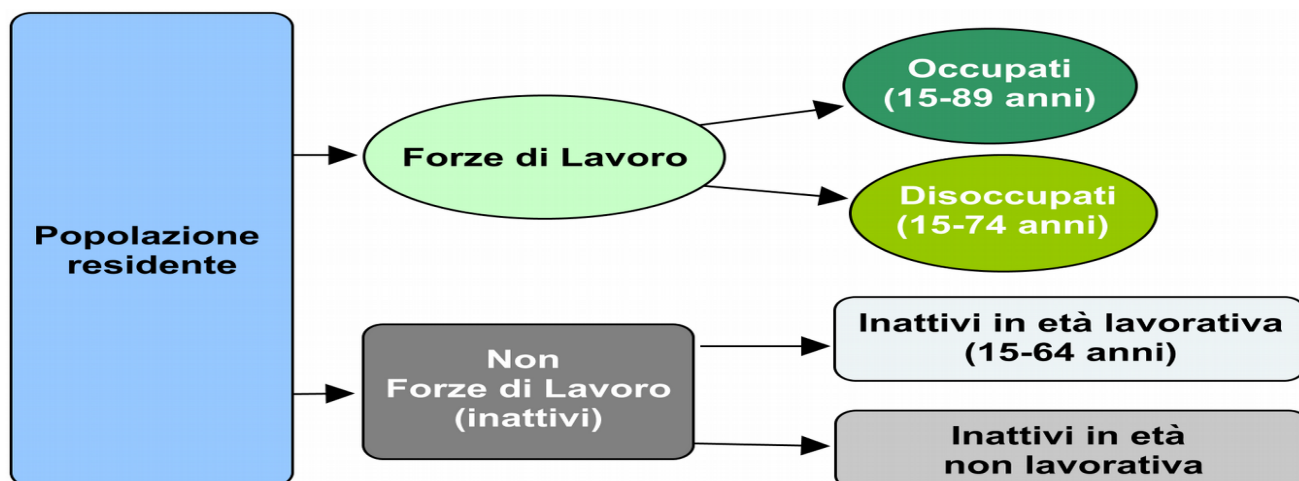 Popolazione
residente
Forze di Lavoro
Occupati
(15-89 anni)
Disoccupati
(15-74 anni)
Non
Forze di Lavoro
(inattivi)
Inattivi in età lavorativa
(15-64 anni)
Inattivi in età
non lavorativa